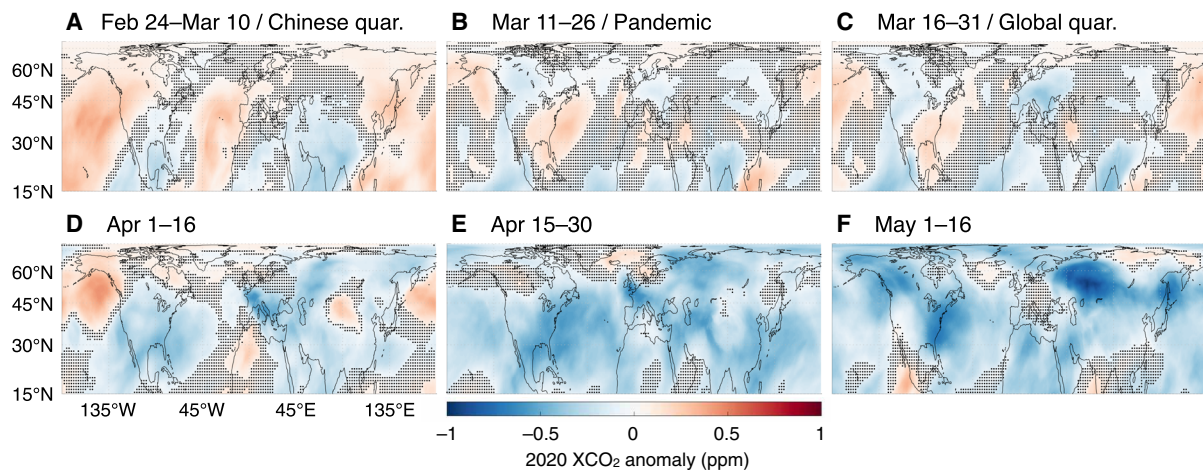 A Feb 24–Mar 10 / Chinese quar.
B Mar 11–26 / Pandemic
C Mar 16–31 / Global quar.
60°N
45°N
30°N
15°N
D Apr 1–16
E Apr 15–30
F May 1–16
60°N
45°N
30°N
15°N
135°W 45°W 45°E 135°E
−1 −0.5 0 0.5 1
2020 XCO₂ anomaly (ppm)